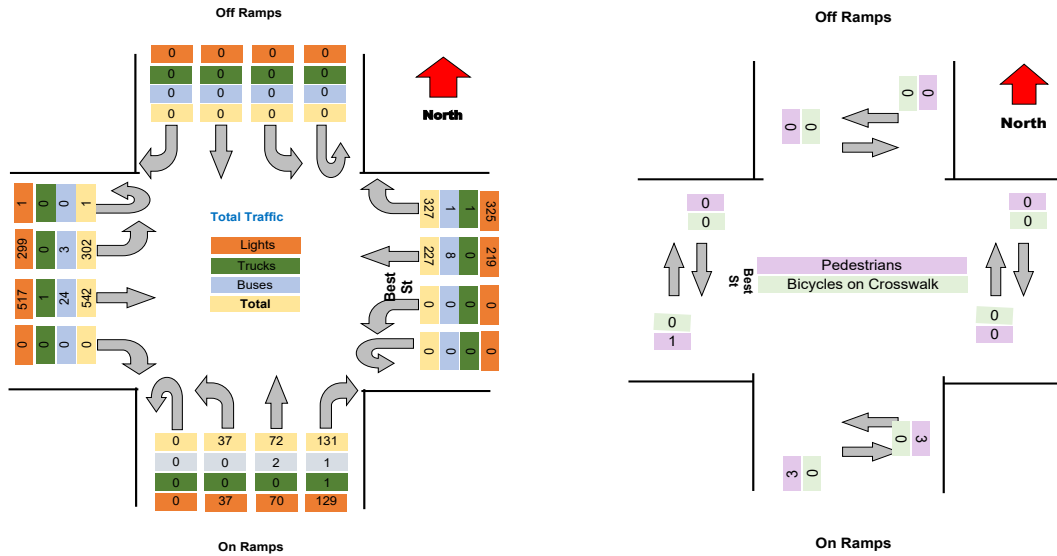 Off Ramps
0 0 0 0
0 0 0 0
0 0 0 0
0 0 0 0
North
1 0 0 1
299 0 3 302
517 1 24 542
0 0 0 0
Total Traffic
Lights
Trucks
Buses
Total
327 1 1 325
227 8 0 219
Best St
0 0 0 0
0 0 0 0
0 37 72 131
0 0 2 1
0 0 0 1
0 37 70 129
On Ramps
Off Ramps
0 0
0 0
North
0
0
0
0
Best St
Pedestrians
Bicycles on Crosswalk
0
1
0
0
0 3
3 0
On Ramps